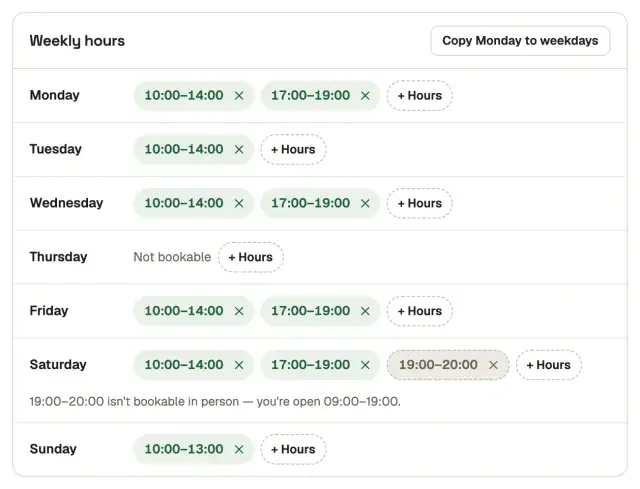 Weekly hours Copy Monday to weekdays
Monday 10:00–14:00 × 17:00–19:00 × + Hours
Tuesday 10:00–14:00 × + Hours
Wednesday 10:00–14:00 × 17:00–19:00 × + Hours
Thursday Not bookable + Hours
Friday 10:00–14:00 × 17:00–19:00 × + Hours
Saturday 10:00–14:00 × 17:00–19:00 × 19:00–20:00 × + Hours
19:00–20:00 isn't bookable in person — you're open 09:00–19:00.
Sunday 10:00–13:00 × + Hours